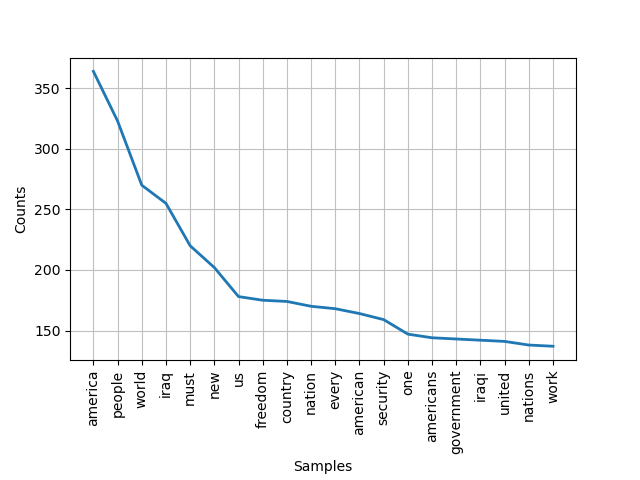 350
300
250
200
150
Counts
america
people
world
iraq
must
new
us
freedom
country
nation
every
american
security
one
americans
government
iraqi
united
nations
work
Samples